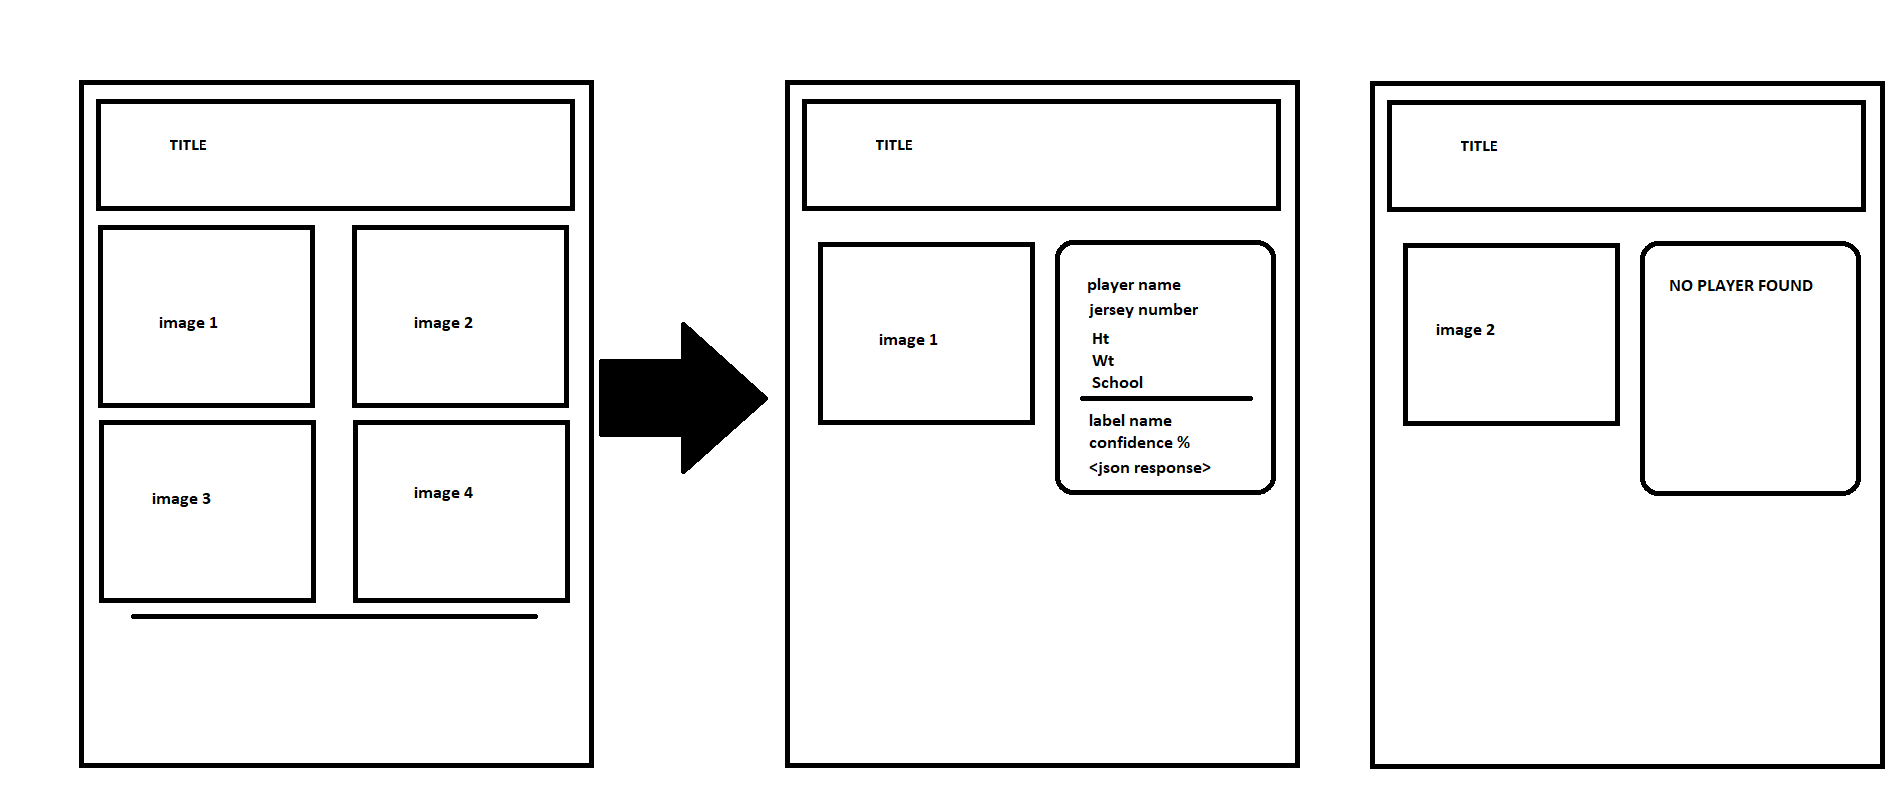 TITLE
image 1
image 2
image 3
image 4
TITLE
image 1
player name
jersey number
Ht
Wt
School
label name
confidence %
<json response>
TITLE
image 2
NO PLAYER FOUND